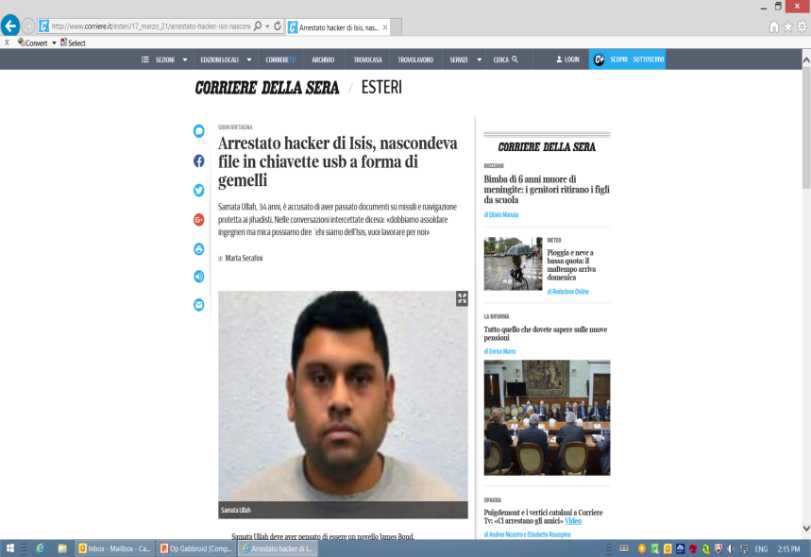 http://www.corriere.it/esteri/17_marzo_21/arrestato-hacker-isis-nascon
Arrestato hacker di Isis, nas...
Convert
Select
SEZIONI
EDIZIONI LOCALI
CORRIERETV
ARCHIVIO
TROVOCASA
TROVOLAVORO
SERVIZI
CERCA
LOGIN
SCOPRI
SOTTOSCRIVI
CORRIERE DELLA SERA / ESTERI
GRAN BRETAGNA
Arrestato hacker di Isis, nascondeva
file in chiavette usb a forma di
gemelli
Samata Ullah, 34 anni, è accusato di aver passato documenti su missili e navigazione
protetta ai jihadisti. Nelle conversazioni intercettate diceva: «dobbiamo assoldare
ingegneri ma mica possiamo dire `ehi siamo dell'Isis, vuoi lavorare per noi»
di Marta Serafini
Samata Ullah
Samata Ullah deve aver pensato di essere un novello James Bond,
CORRIERE DELLA SERA
ROZZANO
Bimba di 6 anni muore di
meningite: i genitori ritirano i figli
da scuola
di Olivia Manola
METEO
Pioggia e neve a
bassa quota: il
maltempo arriva
domenica
di Redazione Online
LA RIFORMA
Tutto quello che dovete sapere sulle nuove
pensioni
di Enrico Marro
SPAGNA
Puigdemont e i vertici catalani a Corriere
Tv: «Ci arrestano gli amici» Video
di Andrea Nicastro e Elisabetta Rosaspina
Inbox - Mailbox - Ca...
Op Gabbroid [Comp...
Arrestato hacker di I...
ENG
2:15 PM